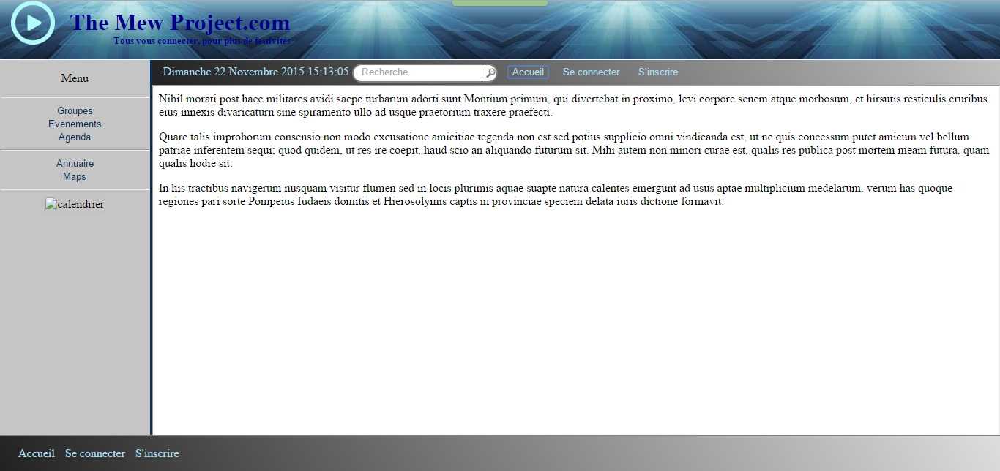 The Mew Project.com
Tous vous connecter, pour plus de festivités
Menu
Groupes
Evenements
Agenda
Annuaire
Maps
calendrier
Dimanche 22 Novembre 2015 15:13:05 Recherche Accueil Se connecter S'inscrire
Nihil morati post haec militares avidi saepe turbarum adorti sunt Montium primum, qui divertebat in proximo, levi corpore senem atque morbosum, et hirsutis resticulis cruribus
eius innexis divaricaturn sine spiramento ullo ad usque praetorium traxere praefecti.
Quare talis improborum consensio non modo excusatione amicitiae tegenda non est sed potius supplicio omni vindicanda est, ut ne quis concessum putet amicum vel bellum
patriae inferentem sequi; quod quidem, ut res ire coepit, haud scio an aliquando futurum sit. Mihi autem non minori curae est, qualis res publica post mortem meam futura, quam
qualis hodie sit.
In his tractibus navigerum nusquam visitur flumen sed in locis plurimis aquae suapte natura calentes emergunt ad usus aptae multiplicium medelarum. verum has quoque
regiones pari sorte Pompeius Iudaeis domitis et Hierosolymis captis in provinciae speciem delata iuris dictione formavit.
Accueil Se connecter S'inscrire